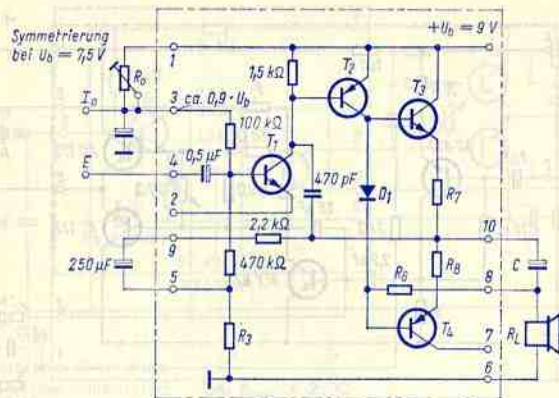 Symmetrierung
bei U_b = 7,5 V
+U_b = 9 V
1
R_0
1,5 kΩ
T_2
T_3
I_0
3 ca. 0,9 · U_b
100 kΩ
E
4
0,5 µF
T_1
470 pF
D_1
R_7
2
2,2 kΩ
10
9
250 µF
470 kΩ
R_6
R_8
8
C
5
T_4
7
R_L
R_3
6